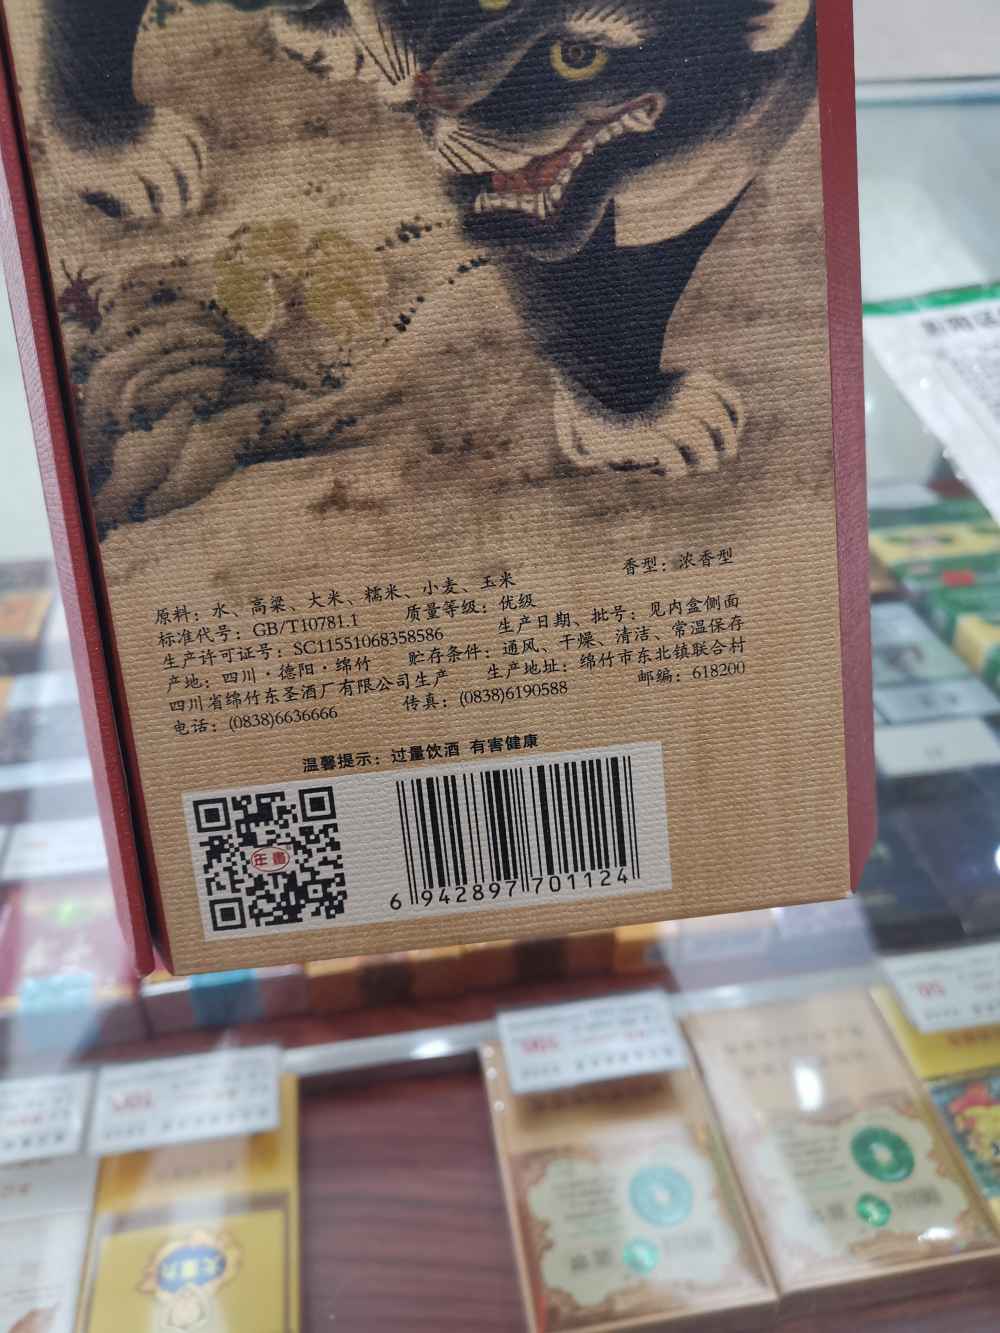 原料：水、高粱、大米、糯米、小麦、玉米 香型：浓香型
标准代号：GB/T10781.1 质量等级：优级
生产许可证号：SC11551068358586 生产日期、批号：见内盒侧面
产地：四川·德阳·绵竹 贮存条件：通风、干燥、清洁、常温保存
四川省绵竹东圣酒厂有限公司生产 生产地址：绵竹市东北镇联合村
电话：(0838)6636666 传真：(0838)6190588 邮编：618200
温馨提示：过量饮酒 有害健康
年画
6 942897 701124